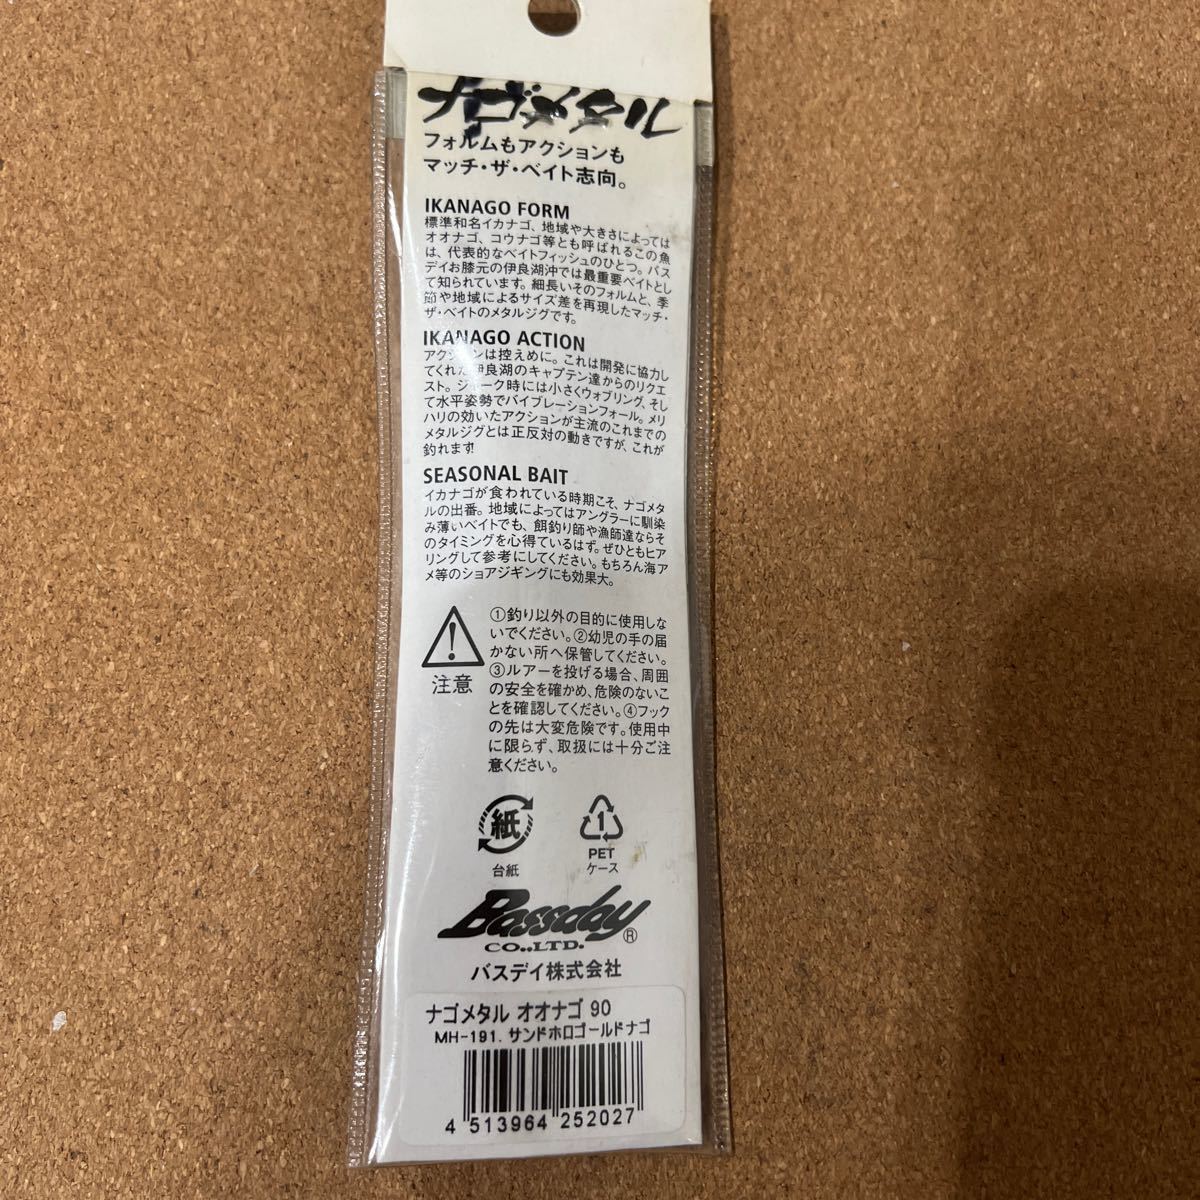 ナゴメタル
フォルムもアクションも
マッチ・ザ・ベイト志向。
IKANAGO FORM
標準和名イカナゴ、地域や大きさによっては
オオナゴ、コウナゴ等とも呼ばれるこの魚
は、代表的なベイトフィッシュのひとつ。バス
デイお膝元の伊良湖沖では最重要ベイトとし
て知られています。細長いそのフォルムと、季
節や地域によるサイズ差を再現したマッチ・
ザ・ベイトのメタルジグです。
IKANAGO ACTION
アクションは控えめに。これは開発に協力し
てくれた伊良湖のキャプテン達からのリクエ
スト。ジャーク時には小さくウォブリング、そし
て水平姿勢でバイブレーションフォール。メリ
ハリの効いたアクションが主流のこれまでの
メタルジグとは正反対の動きですが、これが
釣れます!
SEASONAL BAIT
イカナゴが食われている時期こそ、ナゴメタ
ルの出番。地域によってはアングラーに馴染
み薄いベイトでも、餌釣り師や漁師達ならそ
のタイミングを心得ているはず。ぜひともヒア
リングして参考にしてください。もちろん海ア
メ等のショアジギングにも効果大。
①釣り以外の目的に使用しな
いでください。②幼児の手の届
かない所へ保管してください。
③ルアーを投げる場合、周囲
の安全を確かめ、危険のないこ
とを確認してください。④フック
の先は大変危険です。使用中
に限らず、取扱には十分ご注
意ください。
注意
紙
台紙
1
PET
ケース
Bassday®
CO.,LTD.
バスデイ株式会社
ナゴメタル オオナゴ 90
MH-191. サンドホロゴールドナゴ
4 513964 252027